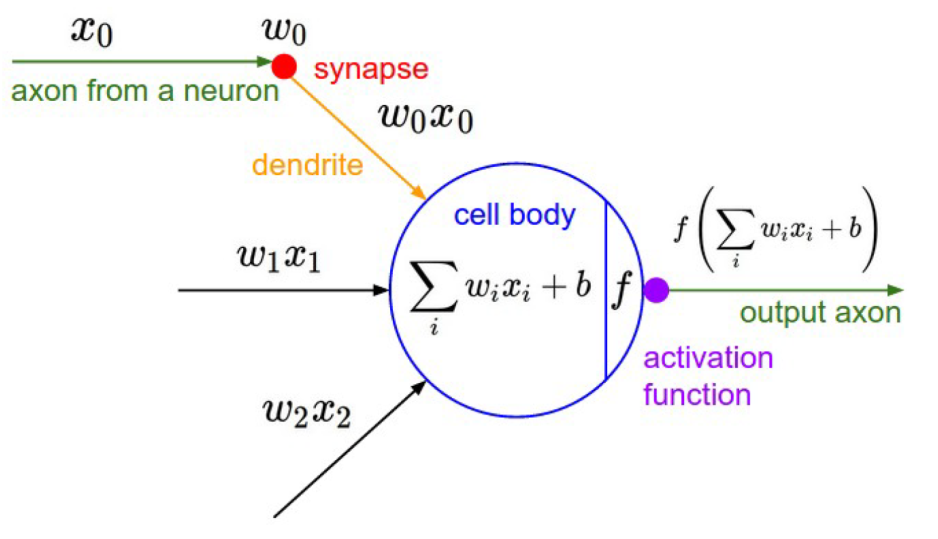 x₀
w₀
synapse
axon from a neuron
w₀x₀
dendrite
cell body
f(∑ᵢ wᵢxᵢ + b)
w₁x₁
∑ᵢ wᵢxᵢ + b
f
output axon
activation
function
w₂x₂